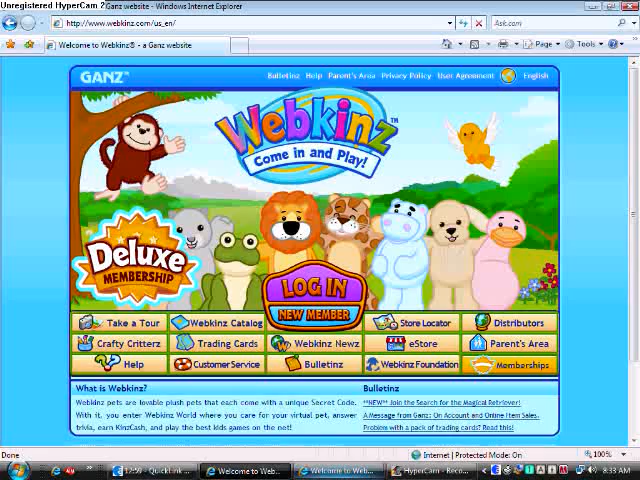 Unregistered HyperCam 2
Ganz website - Windows Internet Explorer
http://www.webkinz.com/us_en/
Ask.com
Welcome to Webkinz® - a Ganz website
Page
Tools
GANZ™
Bulletinz Help Parent's Area Privacy Policy User Agreement English
Webkinz™
Come in and Play!
Deluxe
MEMBERSHIP
LOG IN
NEW MEMBER
Take a Tour
Webkinz Catalog
Store Locator
Distributors
Crafty Critterz
Trading Cards
Webkinz Newz
eStore
Parent's Area
Help
Customer Service
Bulletinz
Webkinz Foundation
Memberships
What is Webkinz?
Webkinz pets are lovable plush pets that each come with a unique Secret Code.
With it, you enter Webkinz World where you care for your virtual pet, answer
trivia, earn KinzCash, and play the best kids games on the net!
Bulletinz
**NEW** Join the Search for the Magical Retriever!
A Message from Ganz: On Account and Online Item Sales.
Problem with a pack of trading cards? Read this!
Done
Internet | Protected Mode: On
100%
12:59 - QuickLink ...
Welcome to Web...
Welcome to Web...
HyperCam - Reco...
8:33 AM